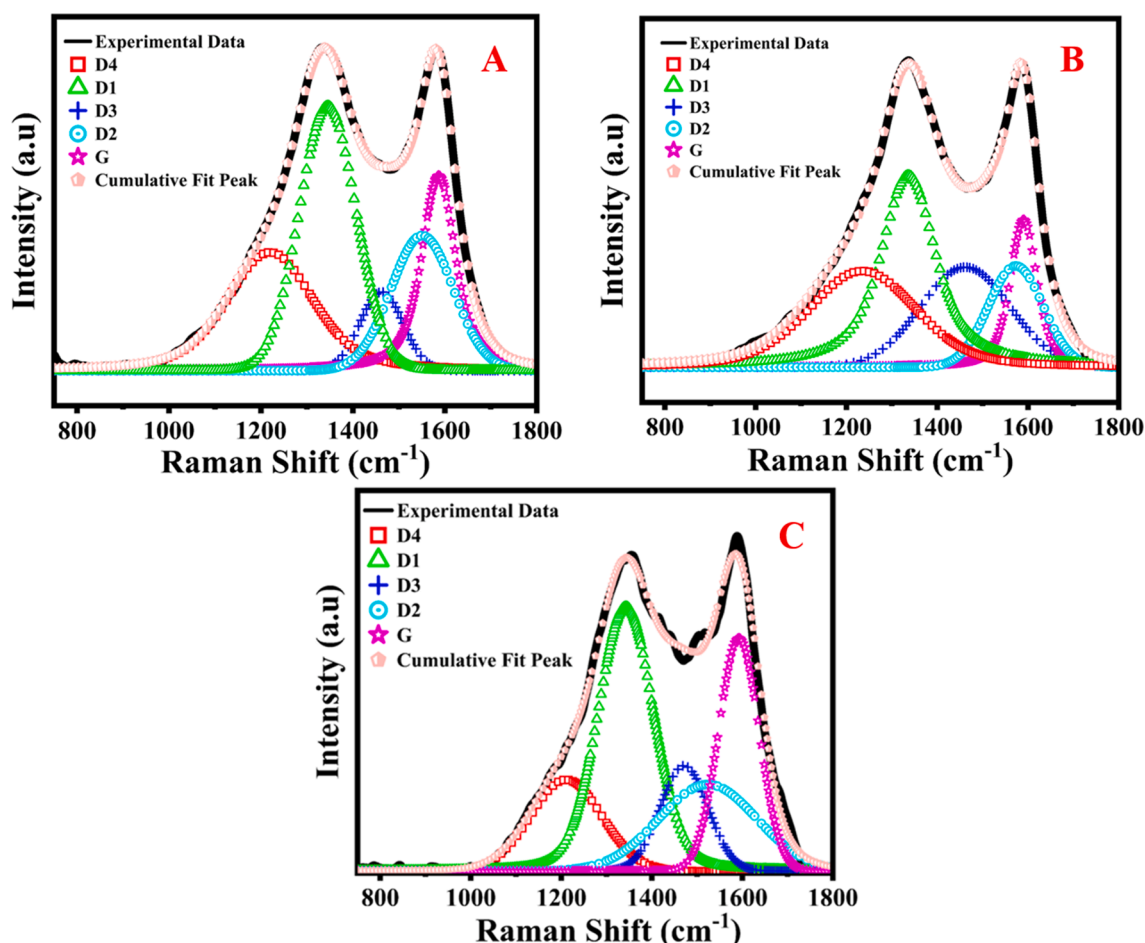 A
Experimental Data
D4
D1
D3
D2
G
Cumulative Fit Peak
Intensity (a.u)
800 1000 1200 1400 1600 1800
Raman Shift (cm⁻¹)
B
Experimental Data
D4
D1
D3
D2
G
Cumulative Fit Peak
Intensity (a.u)
800 1000 1200 1400 1600 1800
Raman Shift (cm⁻¹)
C
Experimental Data
D4
D1
D3
D2
G
Cumulative Fit Peak
Intensity (a.u)
800 1000 1200 1400 1600 1800
Raman Shift (cm⁻¹)